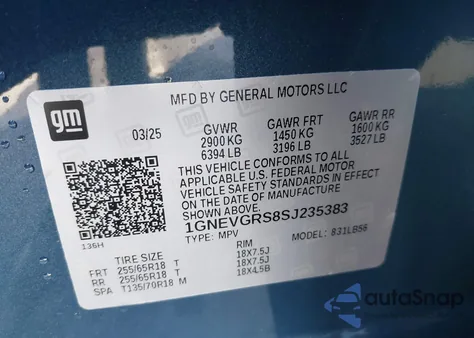 gm
MFD BY GENERAL MOTORS LLC
03/25 GVWR GAWR FRT GAWR RR
2900 KG 1450 KG 1600 KG
6394 LB 3196 LB 3527 LB
THIS VEHICLE CONFORMS TO ALL
APPLICABLE U.S. FEDERAL MOTOR
VEHICLE SAFETY STANDARDS IN EFFECT
ON THE DATE OF MANUFACTURE
SHOWN ABOVE.
1GNEVGRS8SJ235383
136H TYPE: MPV MODEL: 831LB56
TIRE SIZE RIM
FRT 255/65R18 T 18X7.5J
RR 255/65R18 T 18X7.5J
SPA T135/70R18 M 18X4.5B
autoSnap